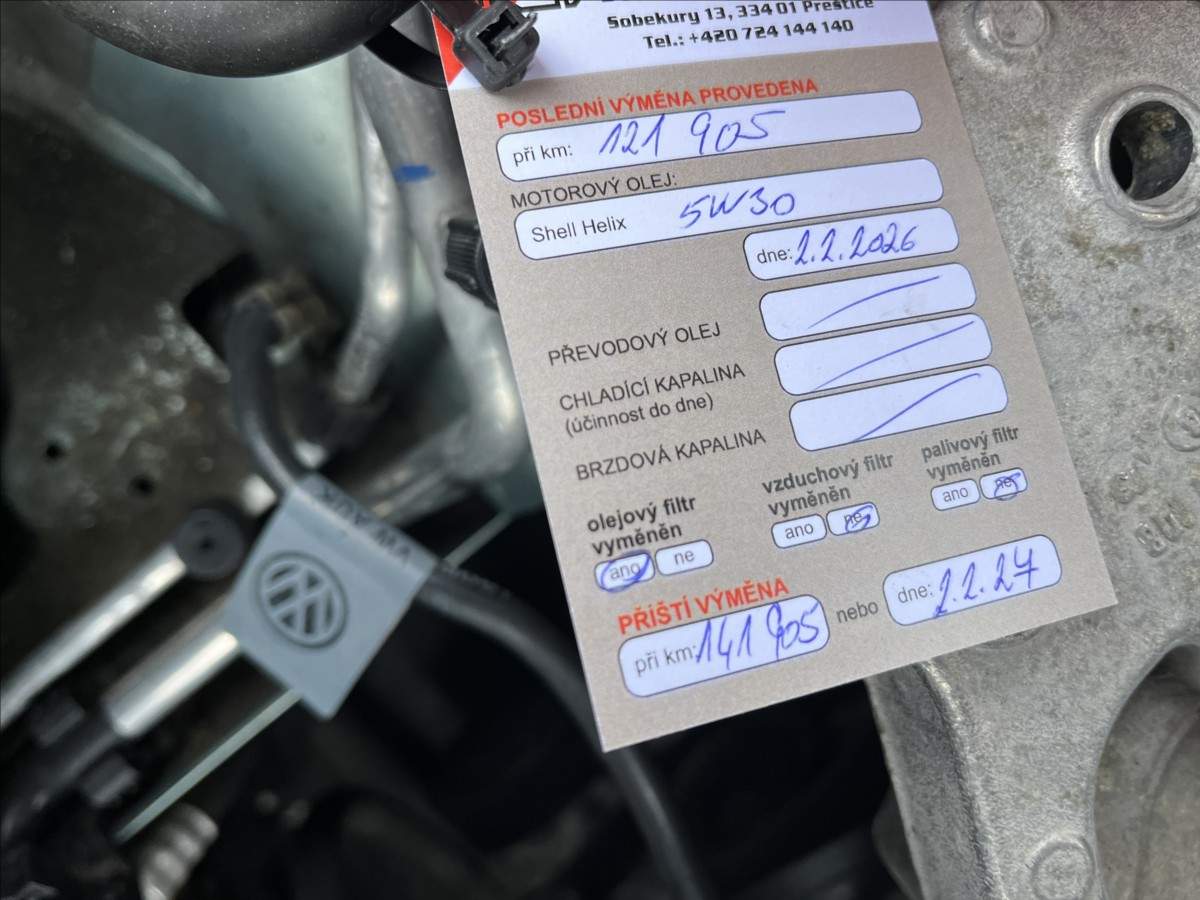 Sobekury 13, 334 01 Přeštice
Tel.: +420 724 144 140
POSLEDNÍ VÝMĚNA PROVEDENA
při km: 121 905
MOTOROVÝ OLEJ:
Shell Helix 5W30
dne: 2.2.2026
PŘEVODOVÝ OLEJ
CHLADÍCÍ KAPALINA
(účinnost do dne)
BRZDOVÁ KAPALINA
olejový filtr
vyměněn
ano ne
vzduchový filtr
vyměněn
ano ne
palivový filtr
vyměněn
ano ne
PŘÍŠTÍ VÝMĚNA
při km: 141 905 nebo dne: 2.2.27